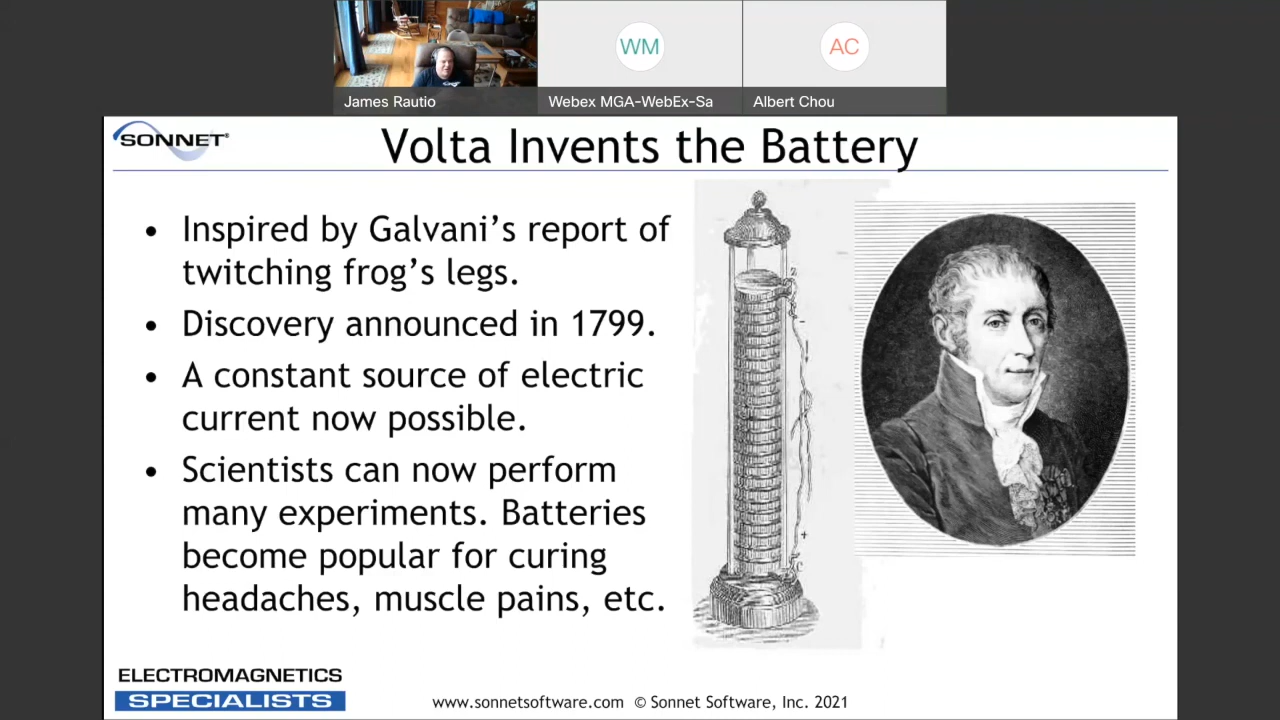 WM
AC
James Rautio
Webex MGA-WebEx-Sa
Albert Chou
SONNET®
Volta Invents the Battery
• Inspired by Galvani’s report of
twitching frog’s legs.
• Discovery announced in 1799.
• A constant source of electric
current now possible.
• Scientists can now perform
many experiments. Batteries
become popular for curing
headaches, muscle pains, etc.
Z
-
+
C
ELECTROMAGNETICS
SPECIALISTS
www.sonnetsoftware.com © Sonnet Software, Inc. 2021